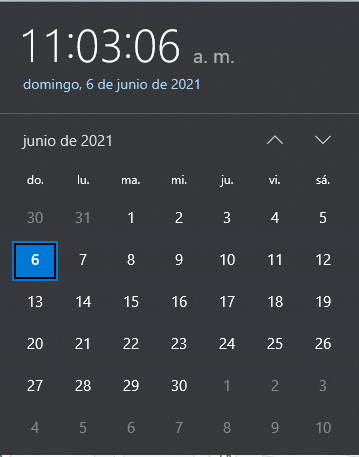 11:03:06 a. m.
domingo, 6 de junio de 2021
junio de 2021
do. lu. ma. mi. ju. vi. sá.
30 31 1 2 3 4 5
6 7 8 9 10 11 12
13 14 15 16 17 18 19
20 21 22 23 24 25 26
27 28 29 30 1 2 3
4 5 6 7 8 9 10